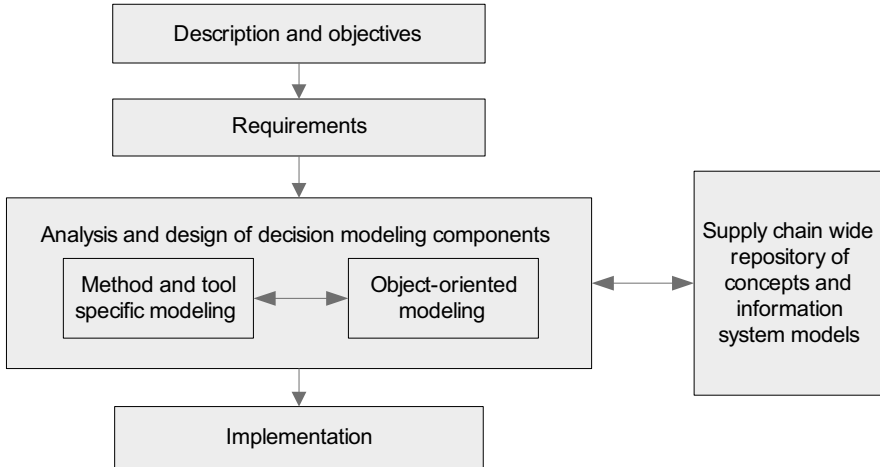 Description and objectives
Requirements
Analysis and design of decision modeling components
Method and tool
specific modeling
Object-oriented
modeling
Supply chain wide
repository of
concepts and
information
system models
Implementation